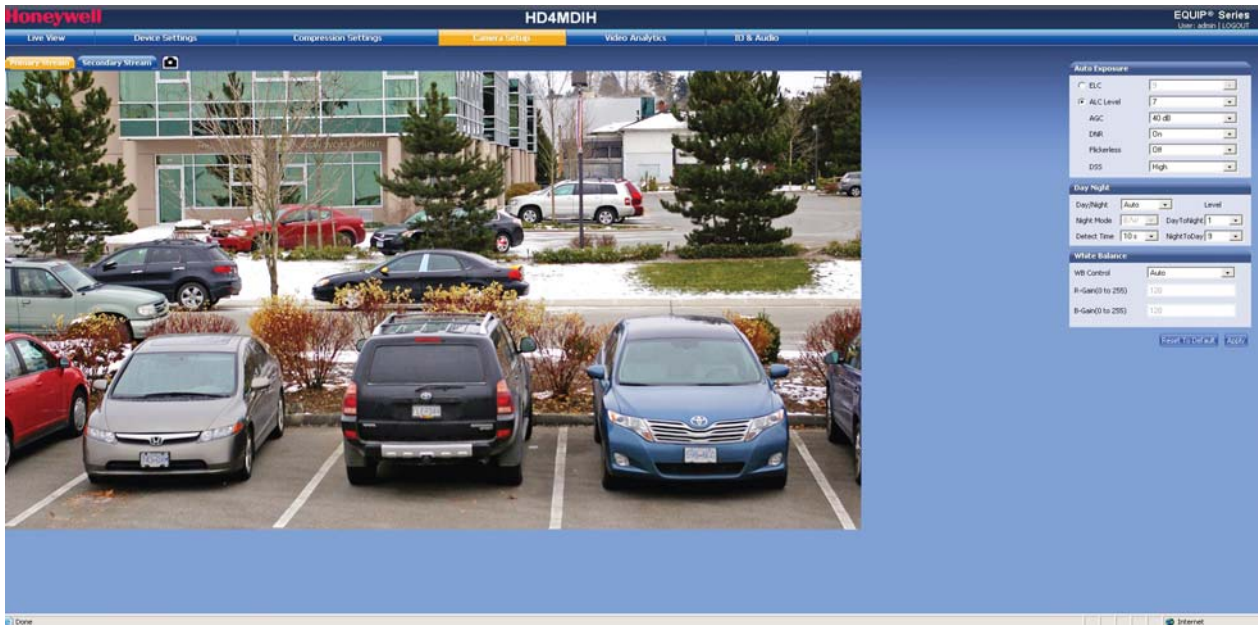 Honeywell
HD4MDIH
EQUIP® Series
User: admin | LOGOUT
Live View
Device Settings
Compression Settings
Camera Setup
Video Analytics
IO & Audio
Primary Stream
Secondary Stream
Auto Exposure
ELC
9
ALC Level
7
AGC
40 dB
DNR
On
Flickerless
Off
DSS
High
Day Night
Day/Night
Auto
Level
Night Mode
DayToNight
1
Detect Time
10 s
NightToDay
9
White Balance
WB Control
Auto
R-Gain(0 to 255)
128
B-Gain(0 to 255)
128
Reset To Default
Apply
Done
Internet